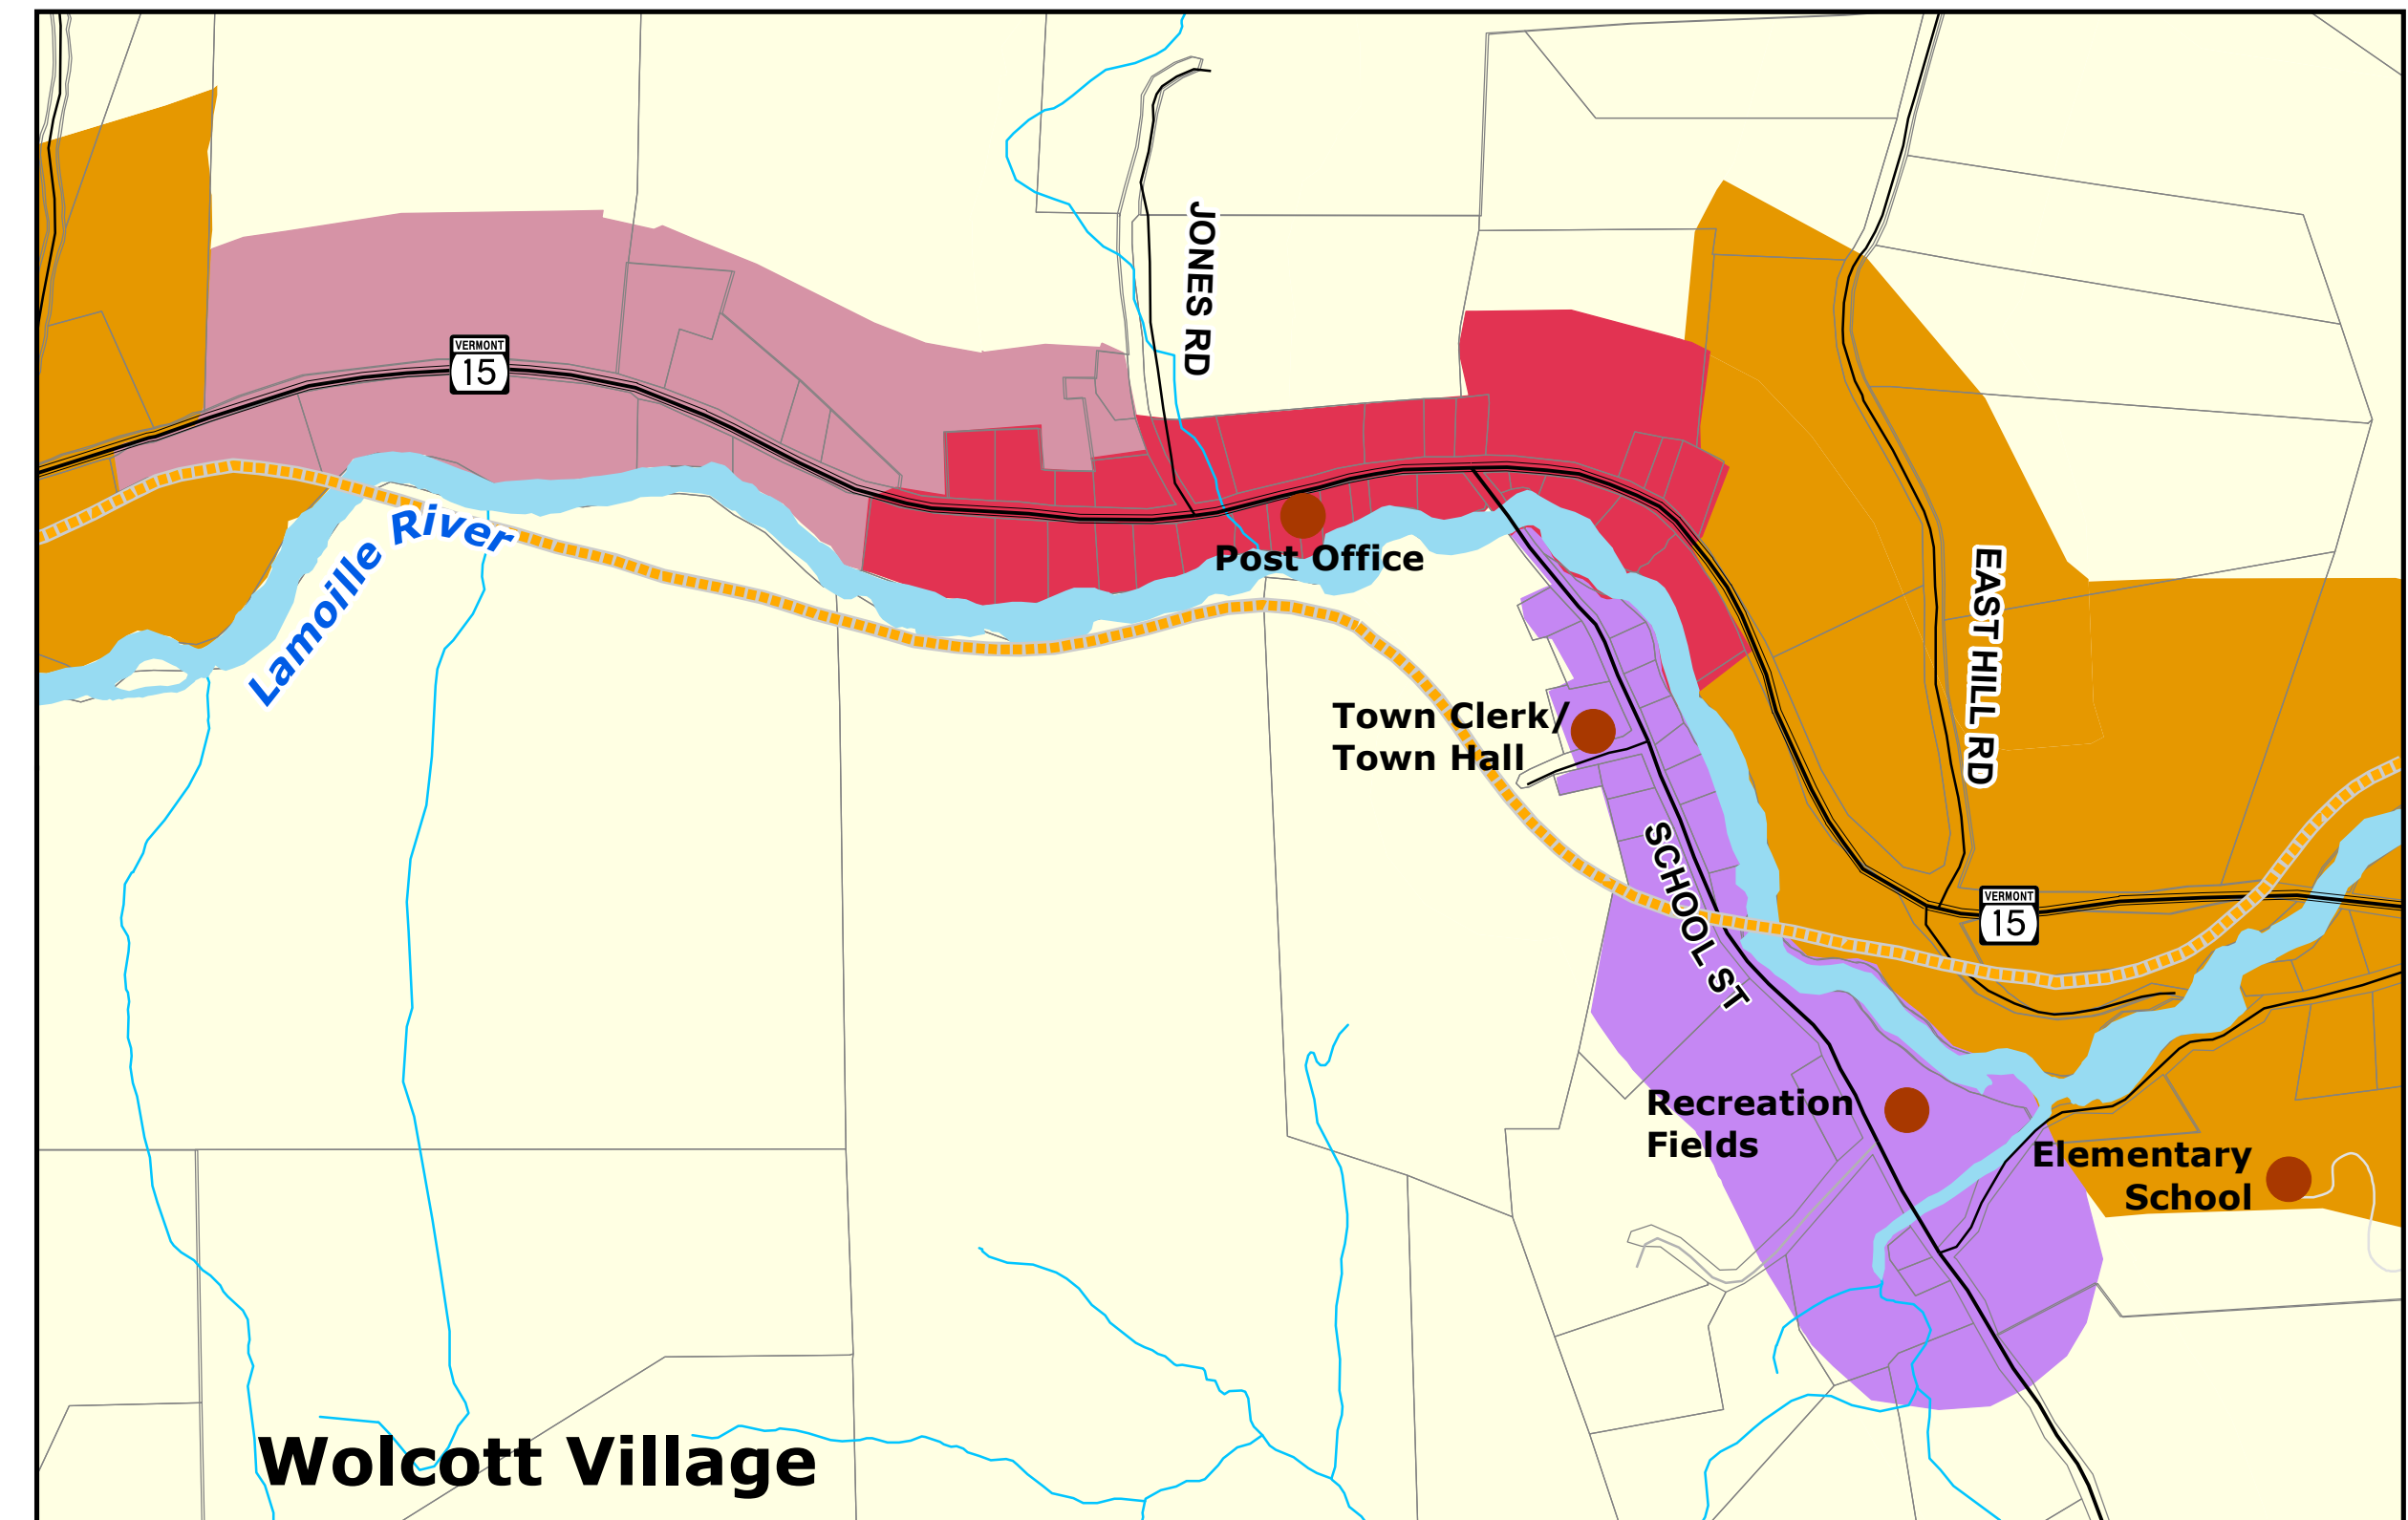 JONES RD
VERMONT
15
Lamoille River
Post Office
EAST HILL RD
Town Clerk/
Town Hall
SCHOOL ST
VERMONT
15
Recreation
Fields
Elementary
School
Wolcott Village